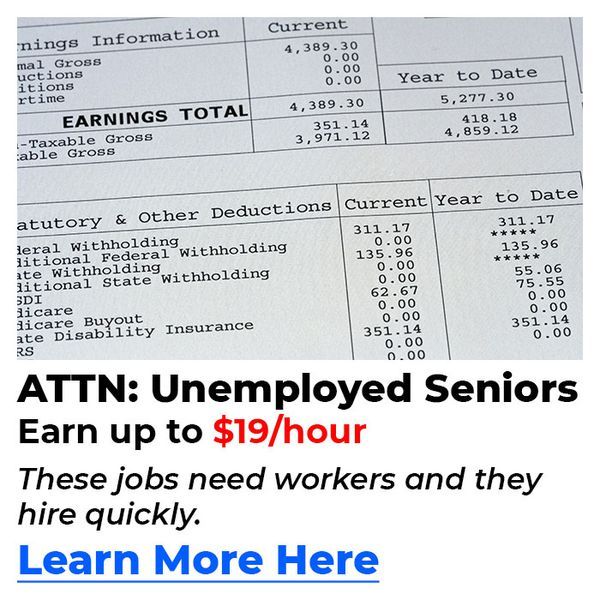 rnings Information Current
mal Gross 4,389.30
uctions 0.00
itions 0.00
rtime 0.00 Year to Date
EARNINGS TOTAL 4,389.30 5,277.30
-Taxable Gross 351.14 418.18
able Gross 3,971.12 4,859.12
atutory & Other Deductions Current Year to Date
eral Withholding 311.17 311.17
ditional Federal Withholding 0.00 *****
ate Withholding 135.96 135.96
ditional State Withholding 0.00 *****
SDI 0.00 55.06
dicare 62.67 75.55
dicare Buyout 0.00 0.00
ate Disability Insurance 0.00 0.00
RS 351.14 351.14
0.00 0.00
0.00
ATTN: Unemployed Seniors
Earn up to $19/hour
These jobs need workers and they
hire quickly.
Learn More Here